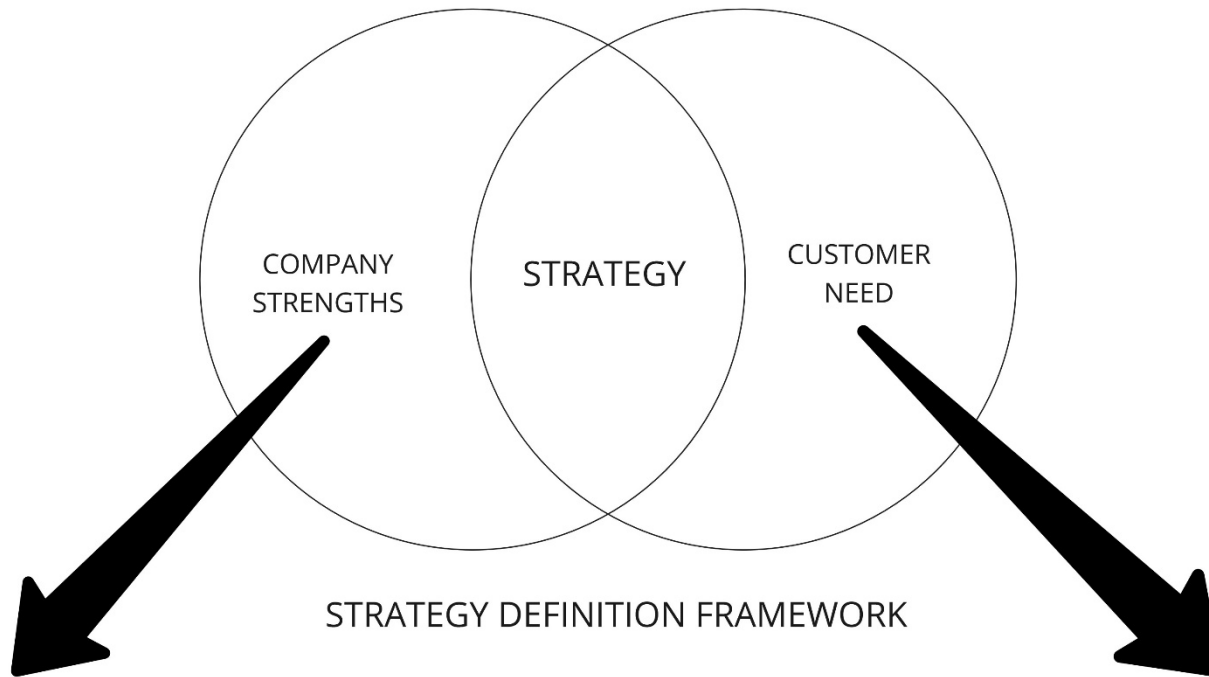 COMPANY
STRENGTHS
STRATEGY
CUSTOMER
NEED
STRATEGY DEFINITION FRAMEWORK